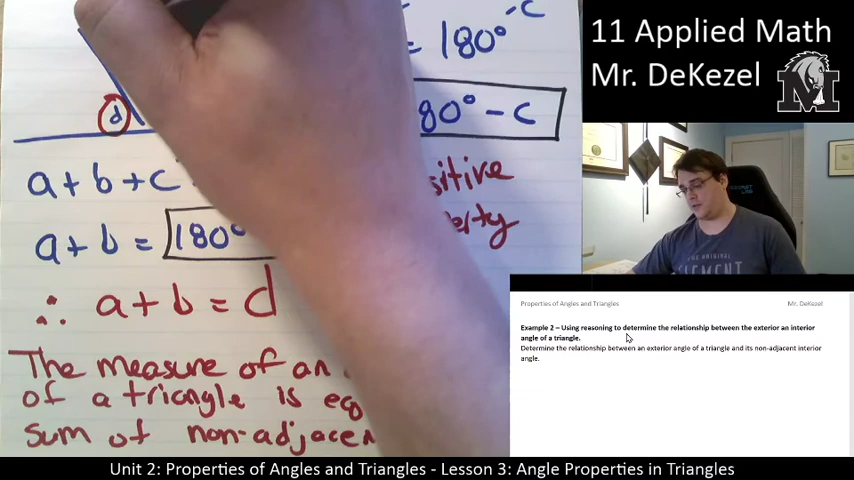 -c
= 180°
80° - c
d
a + b + c
sitive
erty
a + b = 180°
∴ a + b = d
The measure of an
of a triangle is eq
sum of non-adjacen
11 Applied Math
Mr. DeKezel
M
Properties of Angles and Triangles
Mr. DeKezel
Example 2 – Using reasoning to determine the relationship between the exterior an interior
angle of a triangle.
Determine the relationship between an exterior angle of a triangle and its non-adjacent interior
angle.
Unit 2: Properties of Angles and Triangles - Lesson 3: Angle Properties in Triangles